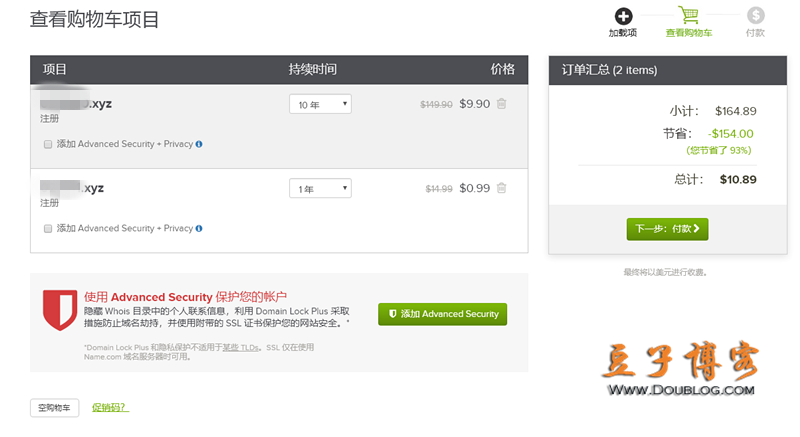 查看购物车项目
加载项
查看购物车
付款
项目
持续时间
价格
.xyz
10 年
$149.90 $9.90
注册
添加 Advanced Security + Privacy
.xyz
1 年
$14.99 $0.99
注册
添加 Advanced Security + Privacy
订单汇总 (2 items)
小计: $164.89
节省: -$154.00
(您节省了 93%)
总计: $10.89
下一步: 付款
最终将以美元进行收费。
使用 Advanced Security 保护您的帐户
隐藏 Whois 目录中的个人联系信息，利用 Domain Lock Plus 采取
措施防止域名劫持，并使用附带的 SSL 证书保护您的网站安全。*
*Domain Lock Plus 和隐私保护不适用于某些 TLDs。SSL 仅在使用
Name.com 域名服务器时可用。
添加 Advanced Security
空购物车
促销码？
豆子博客
www.Doublog.com